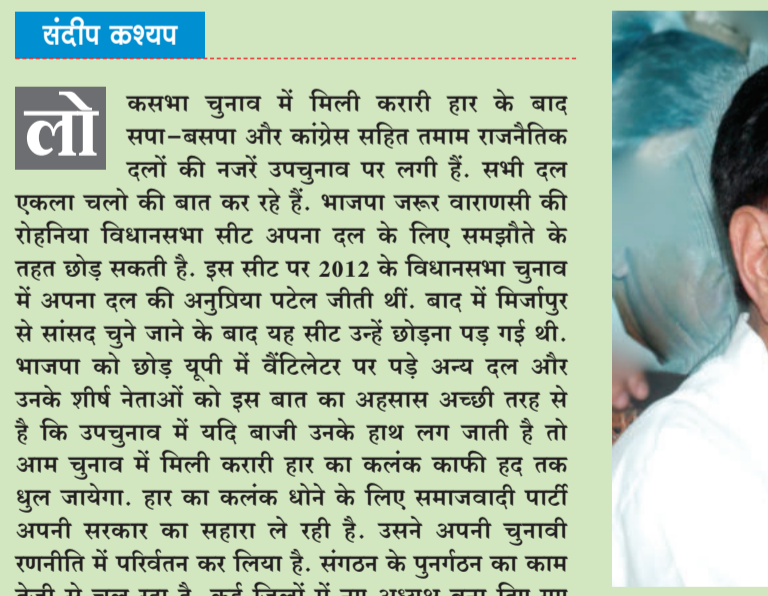 संदीप कश्यप
लोकसभा चुनाव में मिली करारी हार के बाद
सपा–बसपा और कांग्रेस सहित तमाम राजनैतिक
दलों की नजरें उपचुनाव पर लगी हैं. सभी दल
एकला चलो की बात कर रहे हैं. भाजपा जरूर वाराणसी की
रोहनिया विधानसभा सीट अपना दल के लिए समझौते के
तहत छोड़ सकती है. इस सीट पर 2012 के विधानसभा चुनाव
में अपना दल की अनुप्रिया पटेल जीती थीं. बाद में मिर्जापुर
से सांसद चुने जाने के बाद यह सीट उन्हें छोड़ना पड़ गई थी.
भाजपा को छोड़ यूपी में वैंटिलेटर पर पड़े अन्य दल और
उनके शीर्ष नेताओं को इस बात का अहसास अच्छी तरह से
है कि उपचुनाव में यदि बाजी उनके हाथ लग जाती है तो
आम चुनाव में मिली करारी हार का कलंक काफी हद तक
धुल जायेगा. हार का कलंक धोने के लिए समाजवादी पार्टी
अपनी सरकार का सहारा ले रही है. उसने अपनी चुनावी
रणनीति में परिर्वतन कर लिया है. संगठन के पुनर्गठन का काम